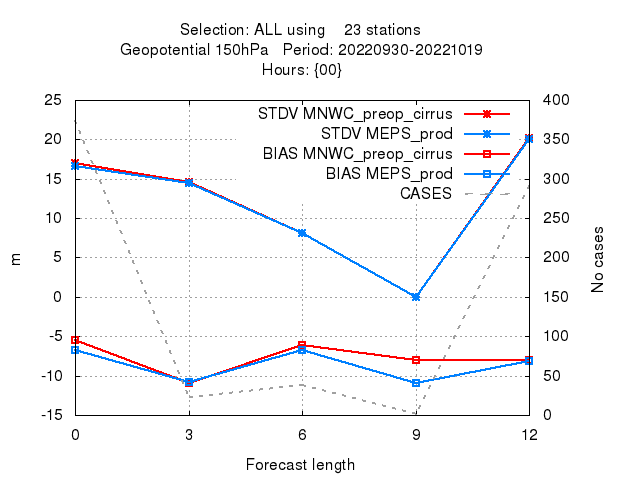 Selection: ALL using    23 stations
Geopotential 150hPa   Period: 20220930-20221019
Hours: {00}
STDV MNWC_preop_cirrus
STDV MEPS_prod
BIAS MNWC_preop_cirrus
BIAS MEPS_prod
CASES
25
20
15
10
5
0
-5
-10
-15
m
400
350
300
250
200
150
100
50
0
No cases
0 3 6 9 12
Forecast length